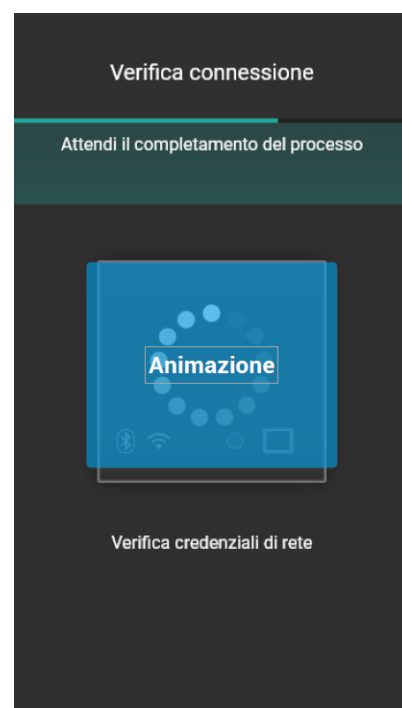 Verifica connessione
Attendi il completamento del processo
Animazione
Verifica credenziali di rete